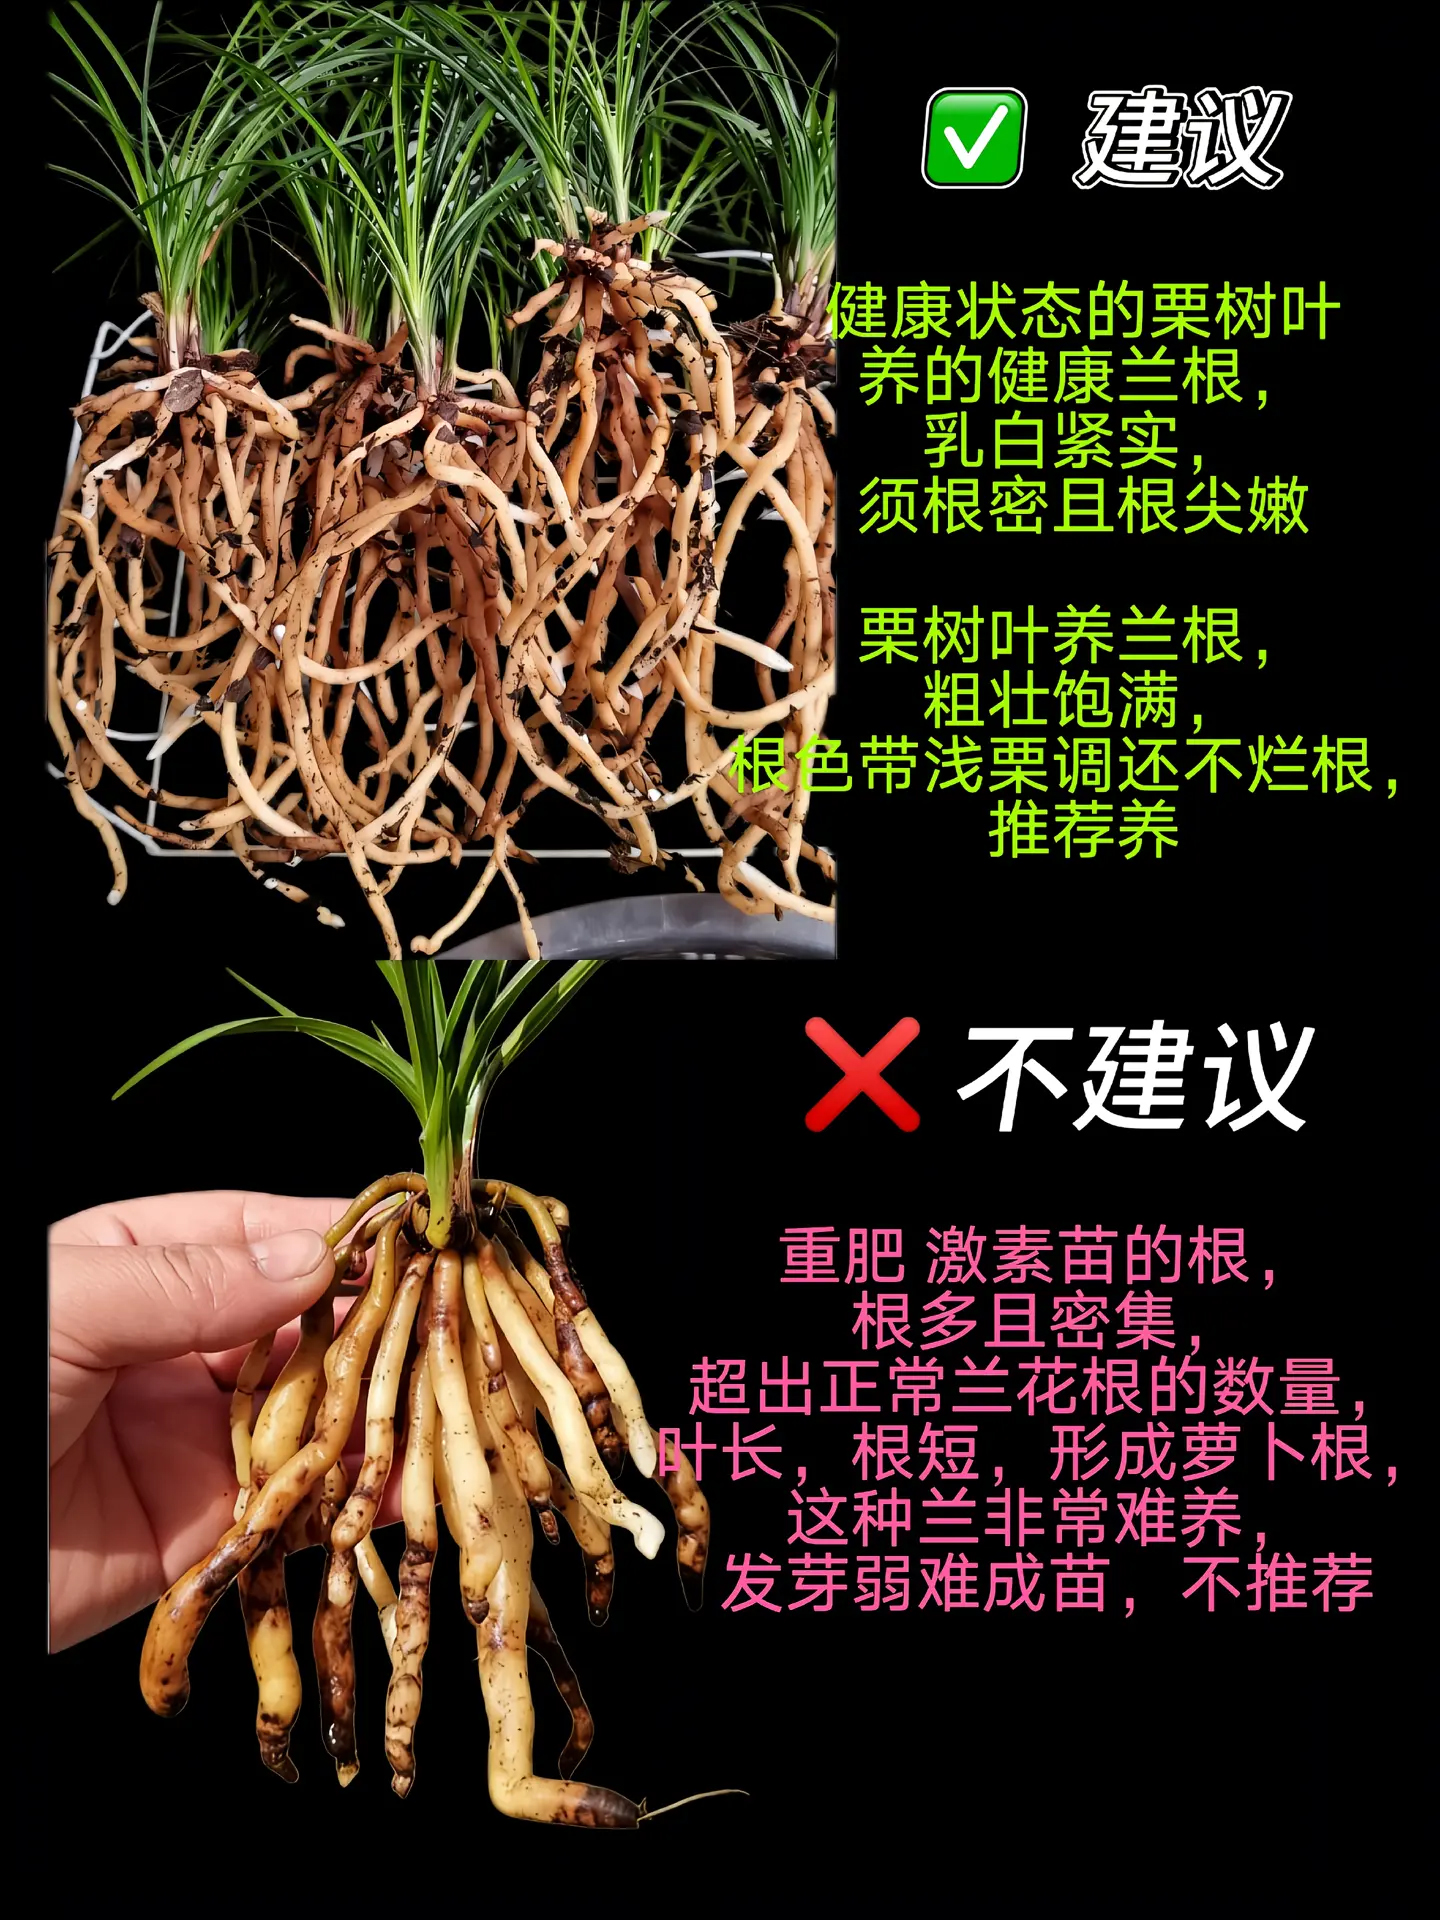 ✅ 建议
健康状态的栗树叶
养的健康兰根，
乳白紧实，
须根密且根尖嫩
栗树叶养兰根，
粗壮饱满，
根色带浅栗调还不烂根，
推荐养
❌ 不建议
重肥 激素苗的根，
根多且密集，
超出正常兰花根的数量，
叶长，根短，形成萝卜根，
这种兰非常难养，
发芽弱难成苗，不推荐